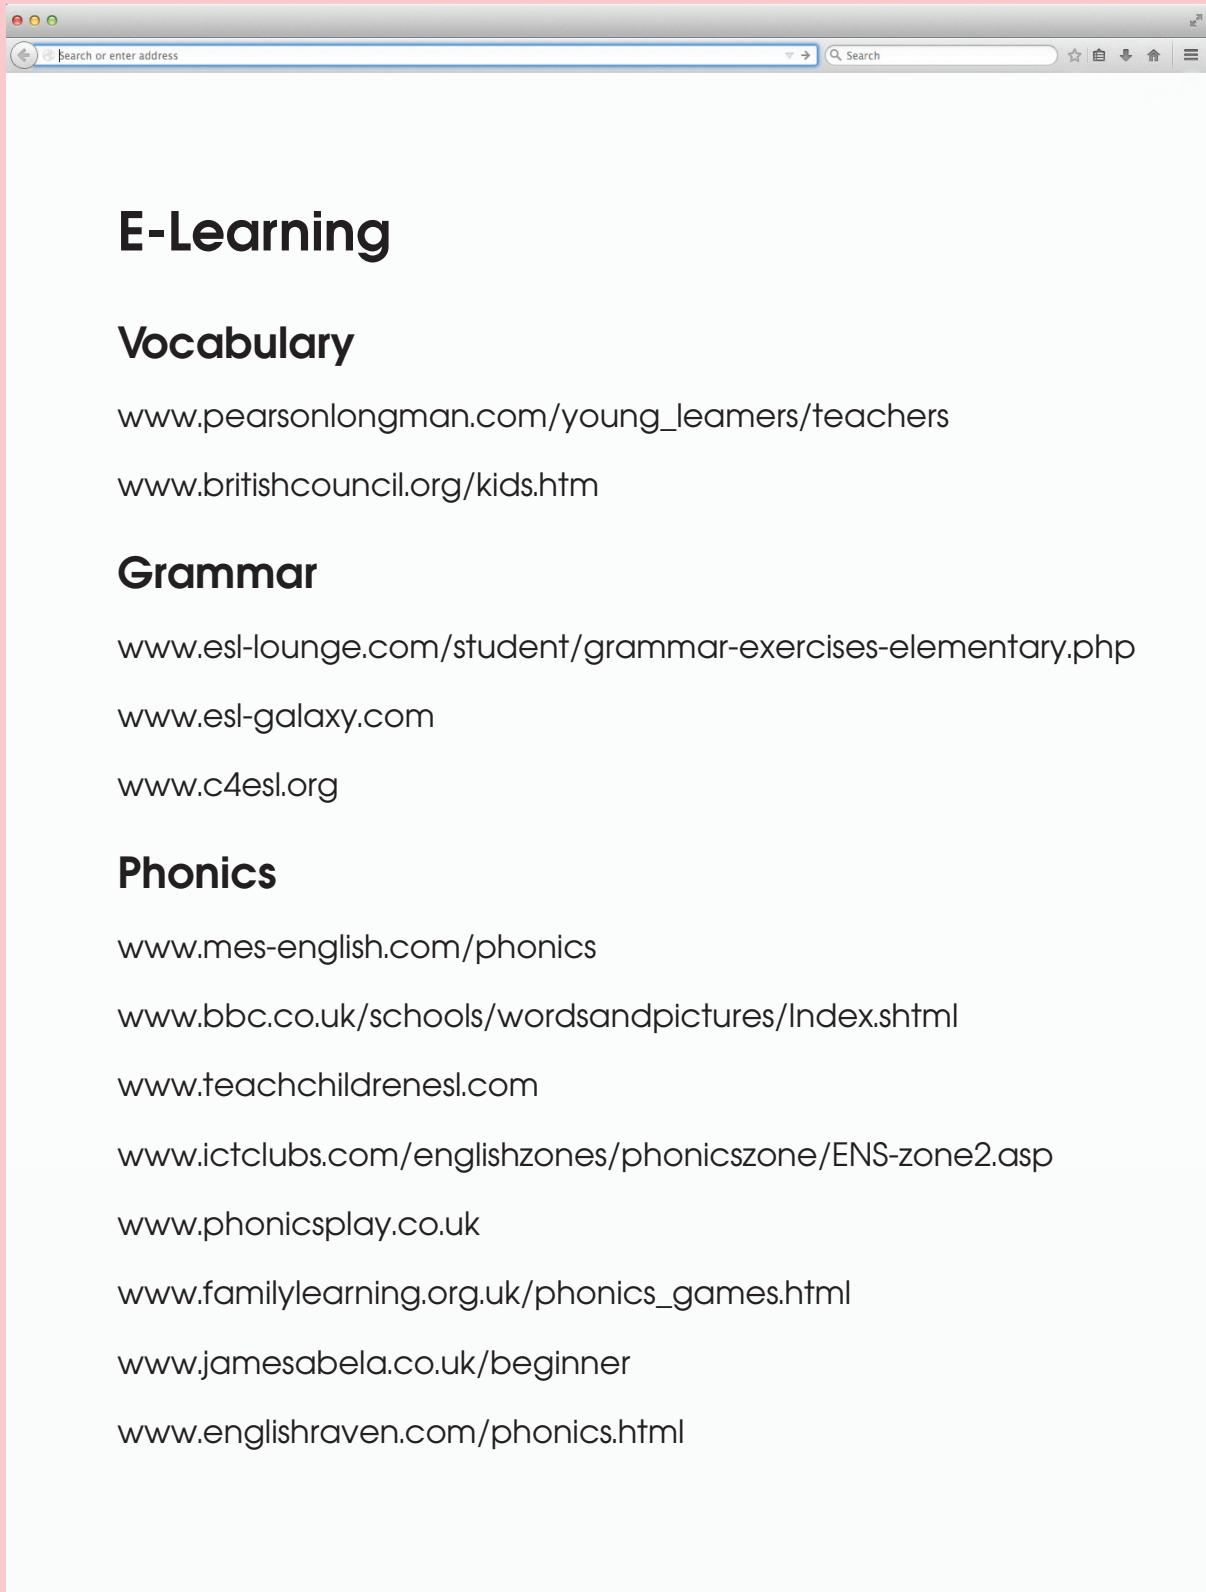 Search or enter address
Search
E-Learning
Vocabulary
www.pearsonlongman.com/young_leamers/teachers
www.britishcouncil.org/kids.htm
Grammar
www.esl-lounge.com/student/grammar-exercises-elementary.php
www.esl-galaxy.com
www.c4esl.org
Phonics
www.mes-english.com/phonics
www.bbc.co.uk/schools/wordsandpictures/Index.shtml
www.teachchildrenesl.com
www.ictclubs.com/englishzones/phonicszone/ENS-zone2.asp
www.phonicsplay.co.uk
www.familylearning.org.uk/phonics_games.html
www.jamesabela.co.uk/beginner
www.englishraven.com/phonics.html